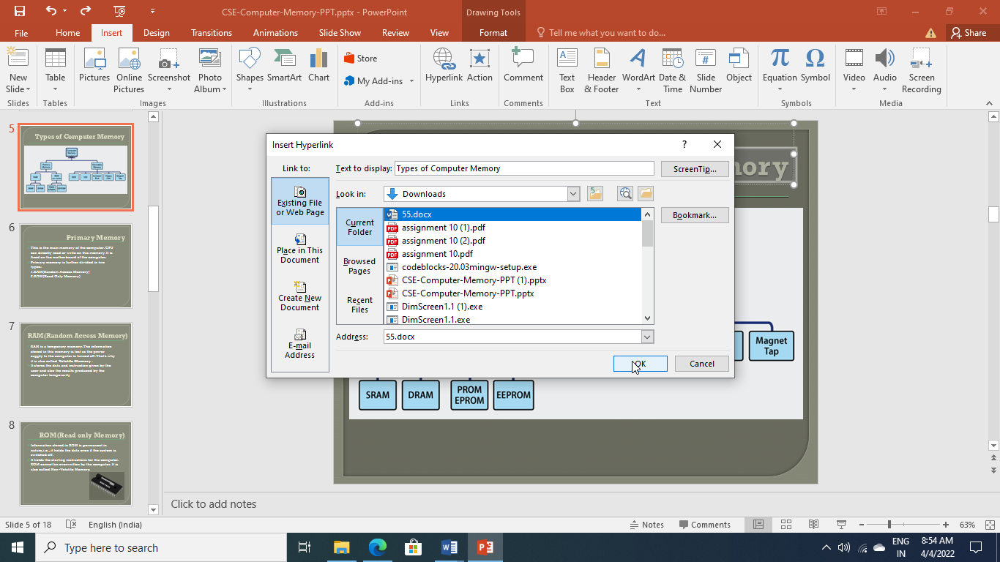 CSE-Computer-Memory-PPT.pptx - PowerPoint
Drawing Tools
File Home Insert Design Transitions Animations Slide Show Review View Format Tell me what you want to do... Share
New Slide Table Pictures Online Pictures Screenshot Photo Album Shapes SmartArt Chart Store My Add-ins Hyperlink Action Comment Text Box Header & Footer WordArt Date & Time Slide Number Object Equation Symbol Video Audio Screen Recording
Slides Tables Images Illustrations Add-ins Links Comments Text Symbols Media
5
Types of Computer Memory
6
Primary Memory
This is the main memory of the computer. CPU
can directly read or write on this memory. It is
fixed on the motherboard of the computer.
Primary memory is further divided in two
types:
1.RAM(Random Access Memory)
2.ROM(Read Only Memory)
7
RAM(Random Access Memory)
RAM is a temporary memory. The information
stored in this memory is lost as the power
supply to the computer is turned off. That's why
it is also called Volatile Memory .
It stores the data and instruction given by the
user and also the results produced by the
computer temporarily
8
ROM(Read only Memory)
Information stored in ROM is permanent in
nature,i.e., it holds the data even if the system is
switched off.
It holds the starting instructions for the computer.
ROM cannot be overwritten by the computer. It is
also called Non-Volatile Memory.
Insert Hyperlink
?
Link to:
Text to display: Types of Computer Memory
ScreenTip...
Existing File or Web Page
Place in This Document
Create New Document
E-mail Address
Look in: Downloads
Current Folder
Browsed Pages
Recent Files
55.docx
assignment 10 (1).pdf
assignment 10 (2).pdf
assignment 10.pdf
codeblocks-20.03mingw-setup.exe
CSE-Computer-Memory-PPT (1).pptx
CSE-Computer-Memory-PPT.pptx
DimScreen1.1 (1).exe
DimScreen1.1.exe
Bookmark...
Address: 55.docx
OK Cancel
mory
Magnet
Tap
SRAM DRAM PROM EPROM EEPROM
Click to add notes
Slide 5 of 18 English (India) Notes Comments 63%
Type here to search
ENG
IN
8:54 AM
4/4/2022